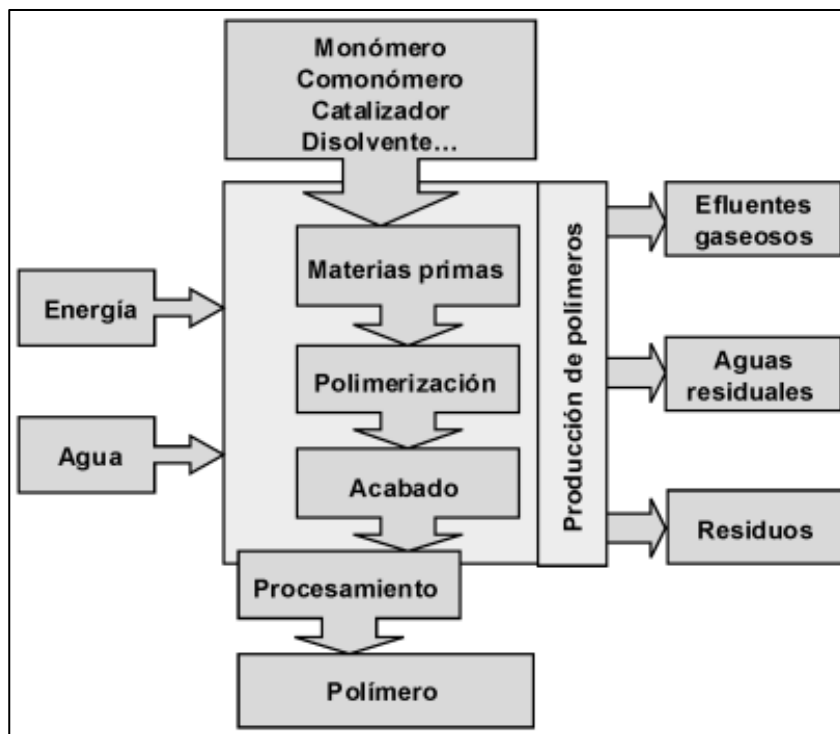 Monómero
Comonómero
Catalizador
Disolvente...
Materias primas
Polimerización
Acabado
Procesamiento
Polímero
Energía
Agua
Producción de polímeros
Efluentes
gaseosos
Aguas
residuales
Residuos